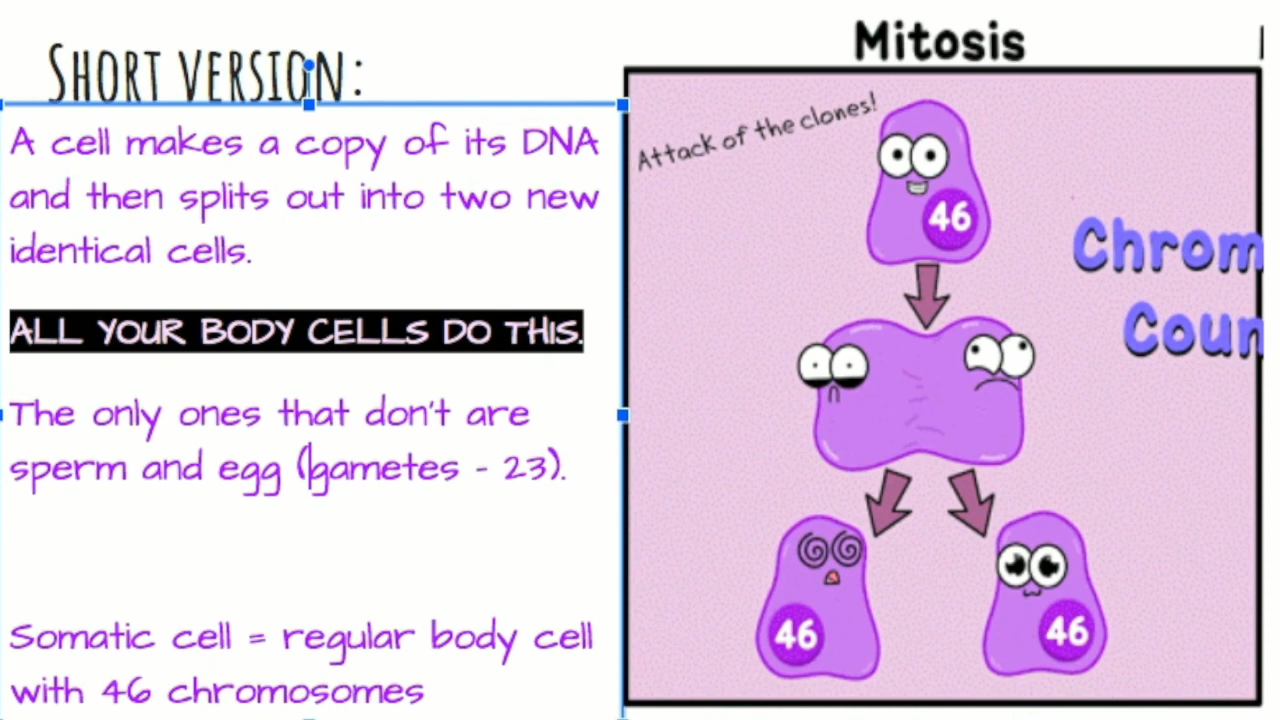 Short version:
A cell makes a copy of its DNA
and then splits out into two new
identical cells.
ALL YOUR BODY CELLS DO THIS.
The only ones that don't are
sperm and egg (gametes - 23).
Somatic cell = regular body cell
with 46 chromosomes
Mitosis
Attack of the clones!
46
Chrom
Coun
46
46